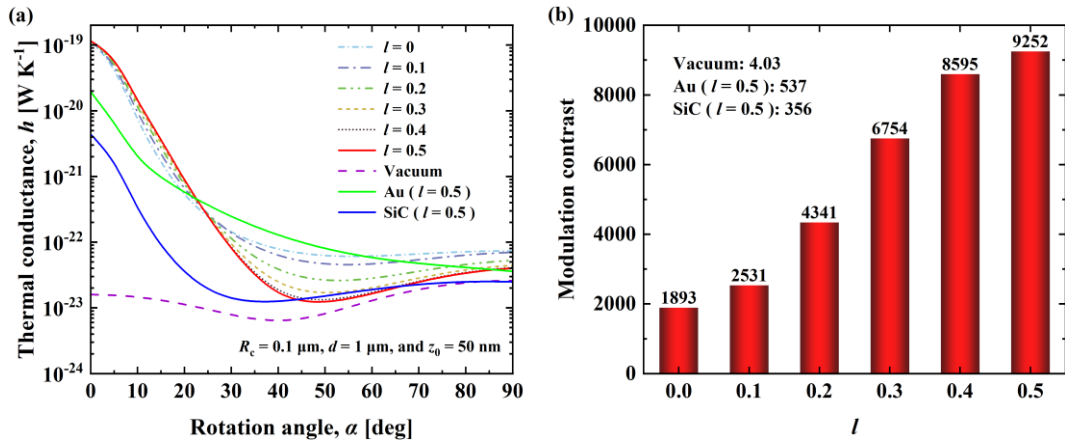 (a)
Thermal conductance, h [W K⁻¹]
10⁻¹⁹
10⁻²⁰
10⁻²¹
10⁻²²
10⁻²³
10⁻²⁴
l = 0
l = 0.1
l = 0.2
l = 0.3
l = 0.4
l = 0.5
Vacuum
Au ( l = 0.5 )
SiC ( l = 0.5 )
R_c = 0.1 μm, d = 1 μm, and z₀ = 50 nm
0 10 20 30 40 50 60 70 80 90
Rotation angle, α [deg]
(b)
Modulation contrast
10000
8000
6000
4000
2000
0
Vacuum: 4.03
Au ( l = 0.5 ): 537
SiC ( l = 0.5 ): 356
1893
2531
4341
6754
8595
9252
0.0 0.1 0.2 0.3 0.4 0.5
l